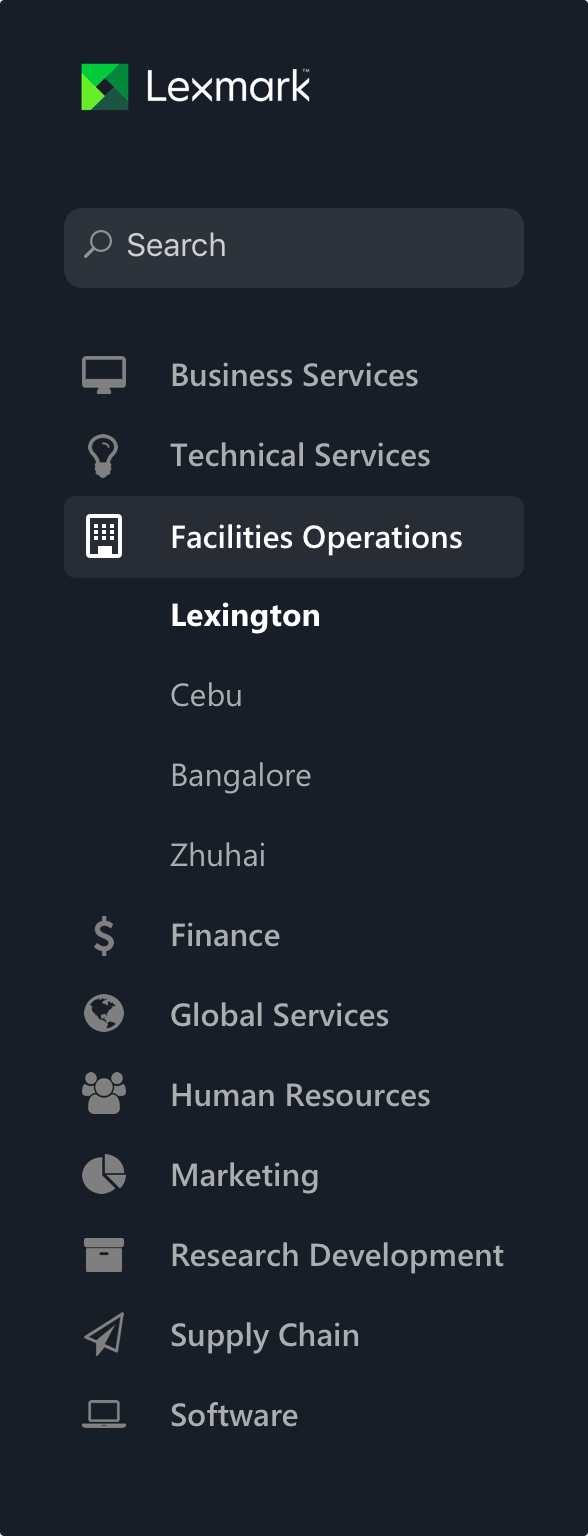 Lexmark™
Search
Business Services
Technical Services
Facilities Operations
Lexington
Cebu
Bangalore
Zhuhai
Finance
Global Services
Human Resources
Marketing
Research Development
Supply Chain
Software